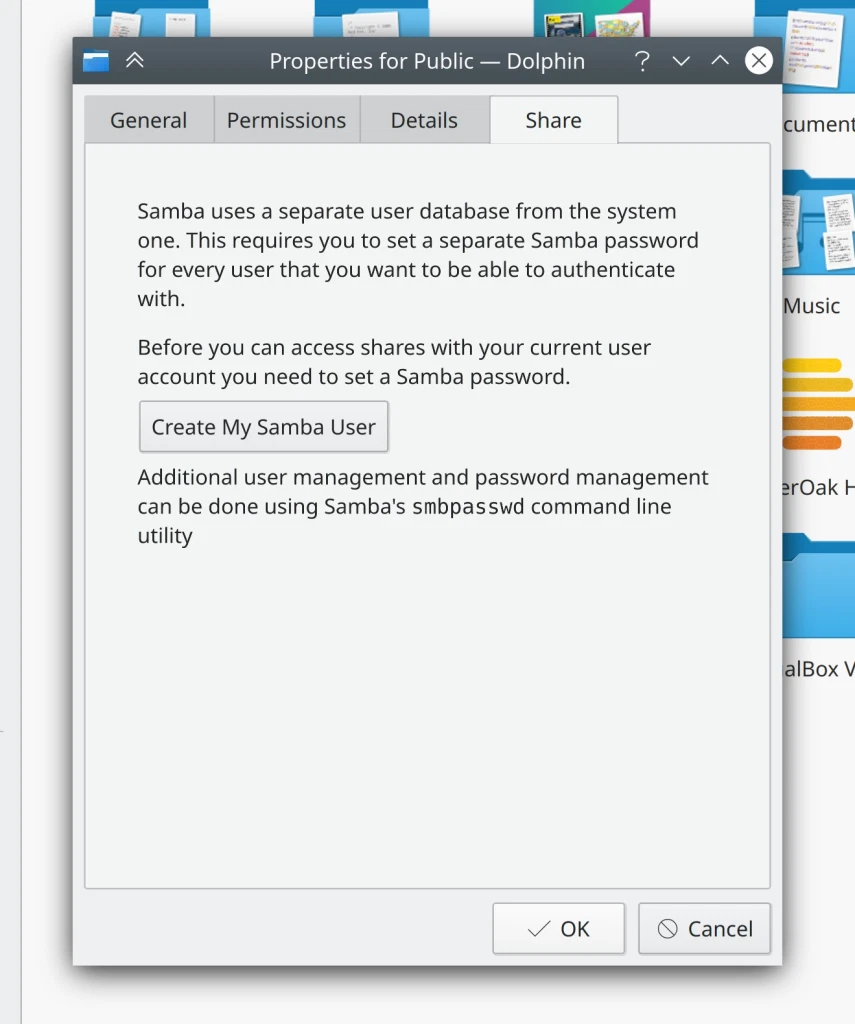 Properties for Public — Dolphin
General Permissions Details Share
Samba uses a separate user database from the system
one. This requires you to set a separate Samba password
for every user that you want to be able to authenticate
with.
Before you can access shares with your current user
account you need to set a Samba password.
Create My Samba User
Additional user management and password management
can be done using Samba's smbpasswd command line
utility
OK Cancel
cument
Music
erOak H
alBox V